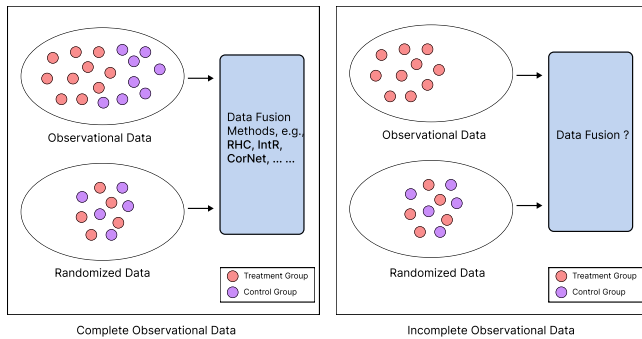 Observational Data
Data Fusion
Methods, e.g.,
RHC, IntR,
CorNet, ... ...
Randomized Data
Treatment Group
Control Group
Complete Observational Data
Observational Data
Data Fusion ?
Randomized Data
Treatment Group
Control Group
Incomplete Observational Data